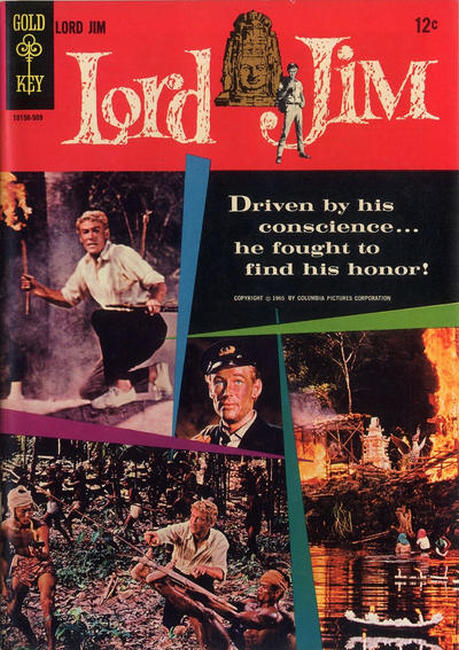 GOLD
KEY
10156-509
LORD JIM
12¢
Lord Jim
Driven by his
conscience...
he fought to
find his honor!
COPYRIGHT © 1965 BY COLUMBIA PICTURES CORPORATION